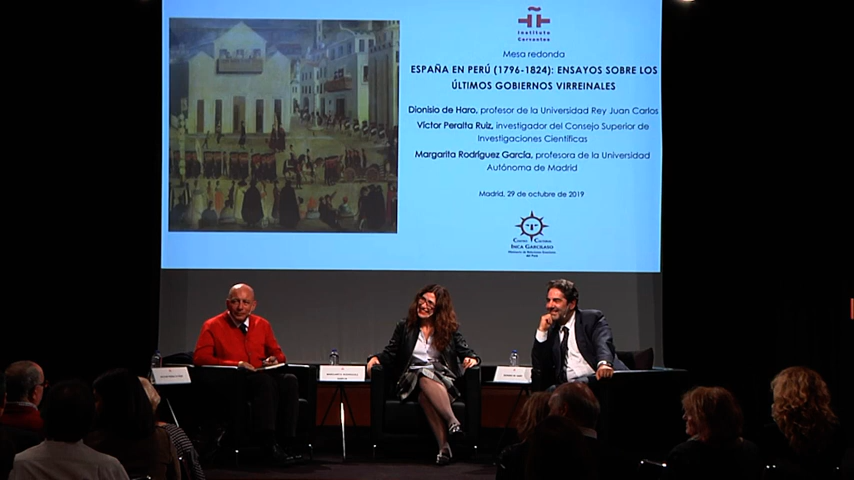 Instituto
Cervantes
Mesa redonda
ESPAÑA EN PERÚ (1796-1824): ENSAYOS SOBRE LOS
ÚLTIMOS GOBIERNOS VIRREINALES
Dionisio de Haro, profesor de la Universidad Rey Juan Carlos
Víctor Peralta Ruiz, investigador del Consejo Superior de
Investigaciones Científicas
Margarita Rodríguez García, profesora de la Universidad
Autónoma de Madrid
Madrid, 29 de octubre de 2019
CENTRO CULTURAL
INCA GARCILASO